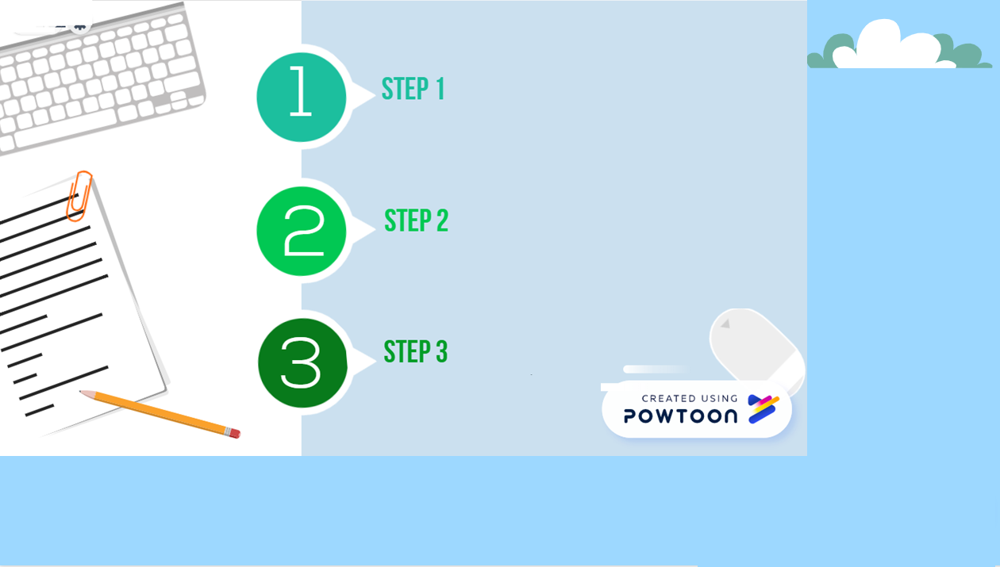 1
STEP 1
2
STEP 2
3
STEP 3
CREATED USING
POWTOON